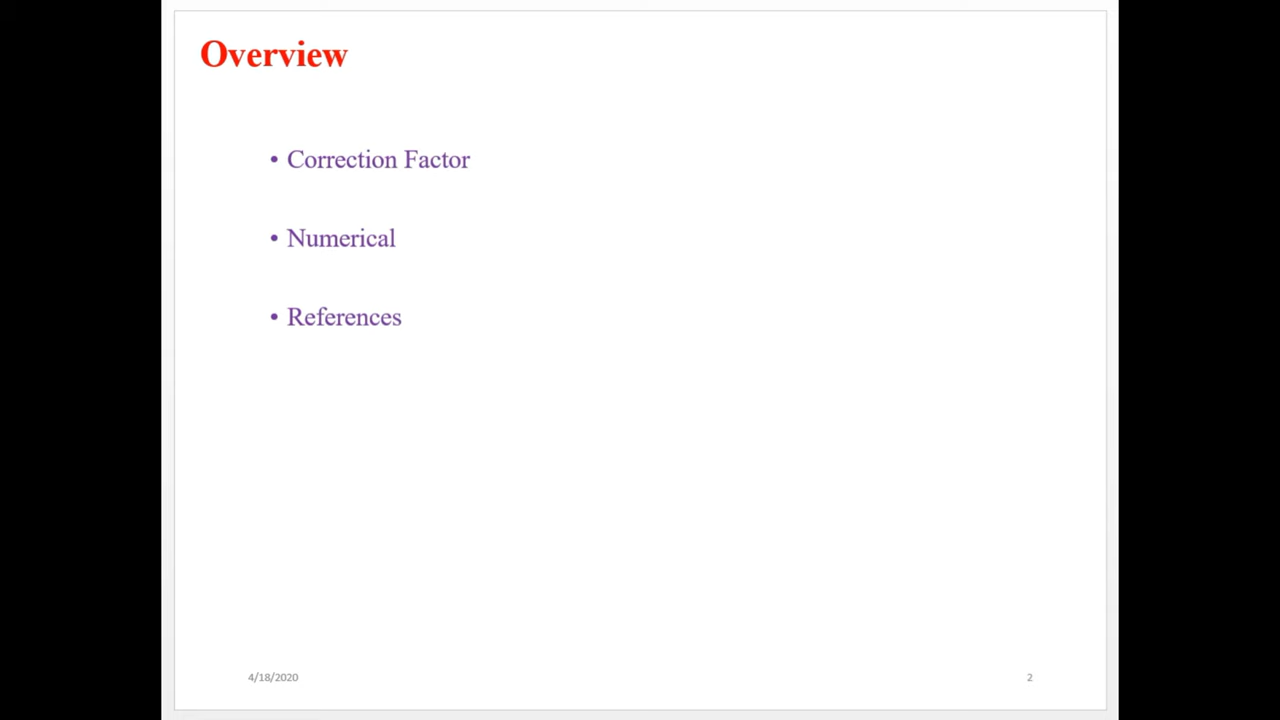 Overview
• Correction Factor
• Numerical
• References
4/18/2020
2